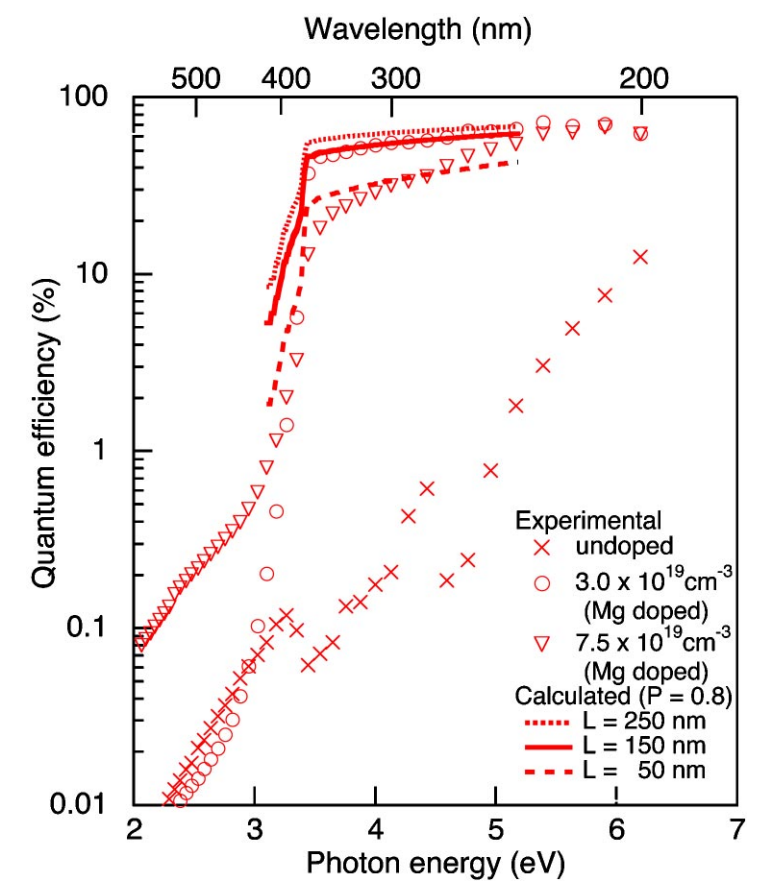 Wavelength (nm)
500 400 300 200
100
10
1
0.1
0.01
Quantum efficiency (%)
2 3 4 5 6 7
Photon energy (eV)
Experimental
undoped
3.0 x 10¹⁹cm⁻³
(Mg doped)
7.5 x 10¹⁹cm⁻³
(Mg doped)
Calculated (P = 0.8)
L = 250 nm
L = 150 nm
L = 50 nm